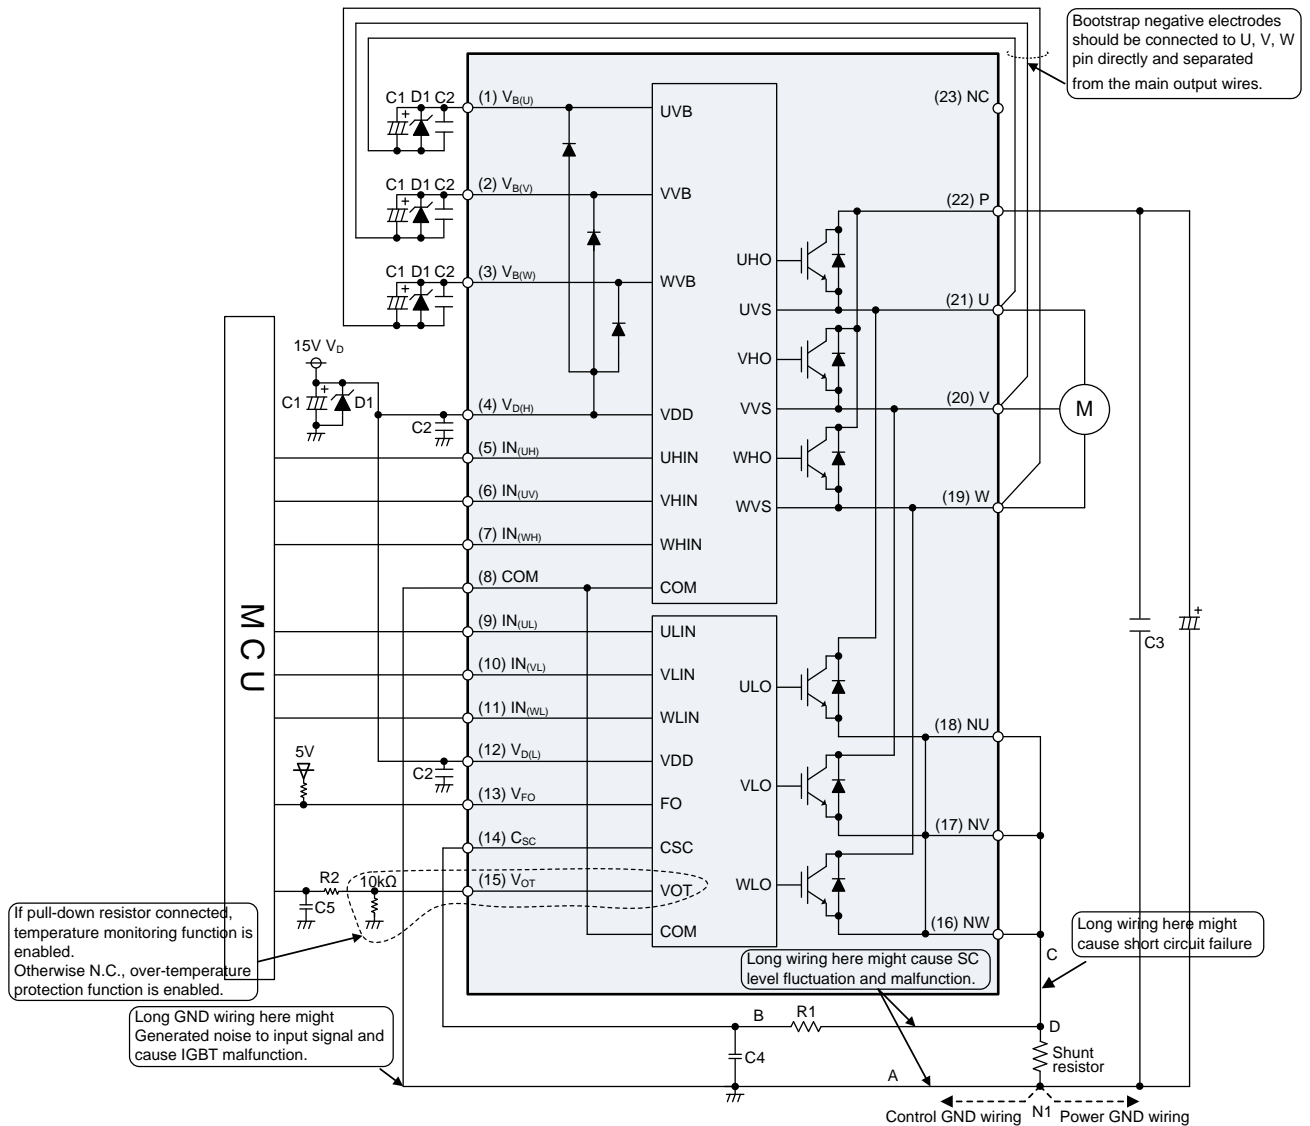 Bootstrap negative electrodes
should be connected to U, V, W
pin directly and separated
from the main output wires.
C1 D1 C2
+
(1) VB(U)
UVB
(23) NC
C1 D1 C2
+
(2) VB(V)
VVB
(22) P
C1 D1 C2
+
(3) VB(W)
WVB
UHO
UVS
(21) U
15V VD
C1
+
D1
C2
(4) VD(H)
VDD
VHO
VVS
(20) V
M
(5) IN(UH)
UHIN
WHO
(6) IN(UV)
VHIN
WVS
(19) W
(7) IN(WH)
WHIN
(8) COM
COM
MCU
(9) IN(UL)
ULIN
+
C3
(10) IN(VL)
VLIN
ULO
(11) IN(WL)
WLIN
(18) NU
5V
C2
(12) VD(L)
VDD
VLO
(13) VFO
FO
(17) NV
(14) CSC
CSC
R2
10kΩ
C5
(15) VOT
VOT
WLO
COM
(16) NW
If pull-down resistor connected,
temperature monitoring function is
enabled.
Otherwise N.C., over-temperature
protection function is enabled.
Long wiring here might
cause short circuit failure
C
Long wiring here might cause SC
level fluctuation and malfunction.
Long GND wiring here might
Generated noise to input signal and
cause IGBT malfunction.
B
R1
D
C4
Shunt
resistor
A
Control GND wiring
N1
Power GND wiring